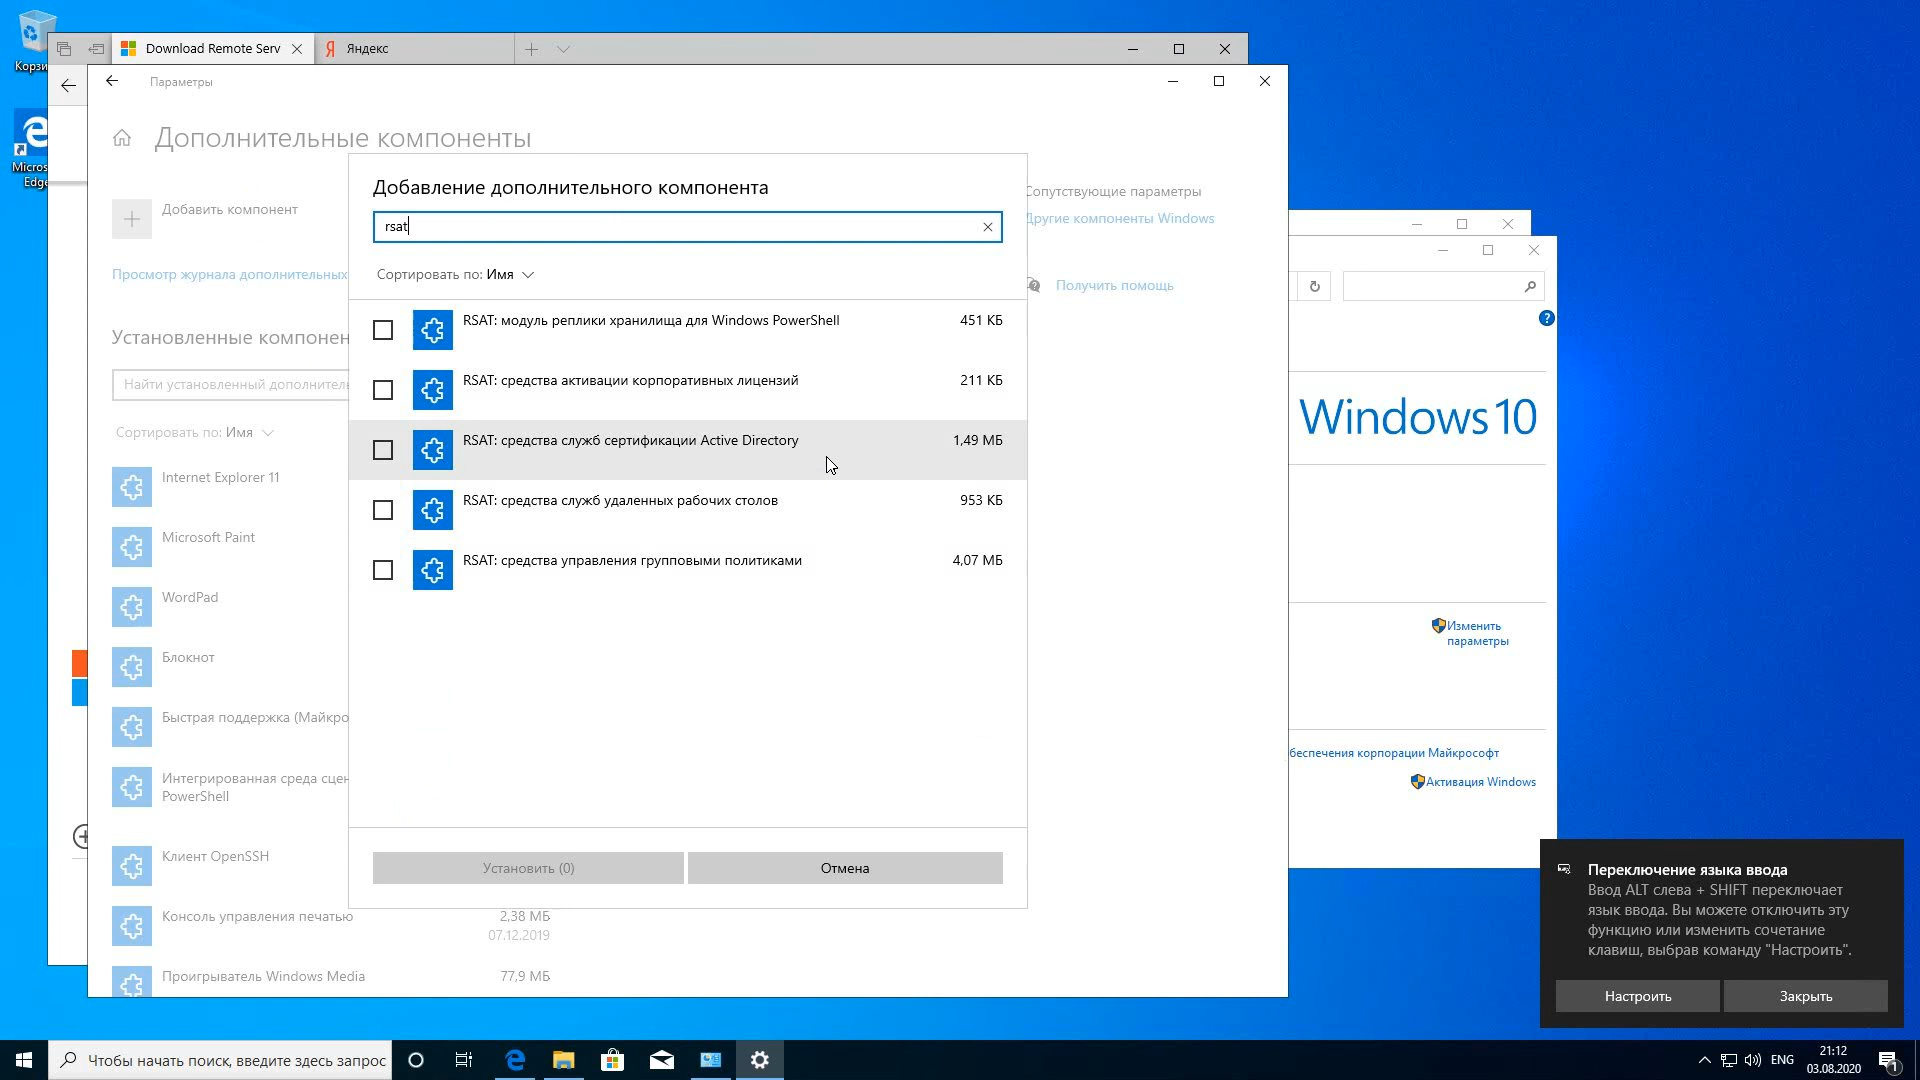 Корзи
Micros
Edge
Download Remote Serv
Яндекс
Параметры
Дополнительные компоненты
Добавить компонент
Просмотр журнала дополнительных
Установленные компонен
Найти установленный дополнитель
Сортировать по: Имя
Internet Explorer 11
Microsoft Paint
WordPad
Блокнот
Быстрая поддержка (Майкро
Интегрированная среда сцен
PowerShell
Клиент OpenSSH
Консоль управления печатью
2,38 МБ
07.12.2019
Проигрыватель Windows Media
77,9 МБ
Добавление дополнительного компонента
rsat
Сортировать по: Имя
RSAT: модуль реплики хранилища для Windows PowerShell
451 КБ
RSAT: средства активации корпоративных лицензий
211 КБ
RSAT: средства служб сертификации Active Directory
1,49 МБ
RSAT: средства служб удаленных рабочих столов
953 КБ
RSAT: средства управления групповыми политиками
4,07 МБ
Установить (0)
Отмена
Сопутствующие параметры
Другие компоненты Windows
Получить помощь
Windows 10
Изменить
параметры
беспечения корпорации Майкрософт
Активация Windows
Переключение языка ввода
Ввод ALT слева + SHIFT переключает
язык ввода. Вы можете отключить эту
функцию или изменить сочетание
клавиш, выбрав команду "Настроить".
Настроить
Закрыть
Чтобы начать поиск, введите здесь запрос
ENG
21:12
03.08.2020
1